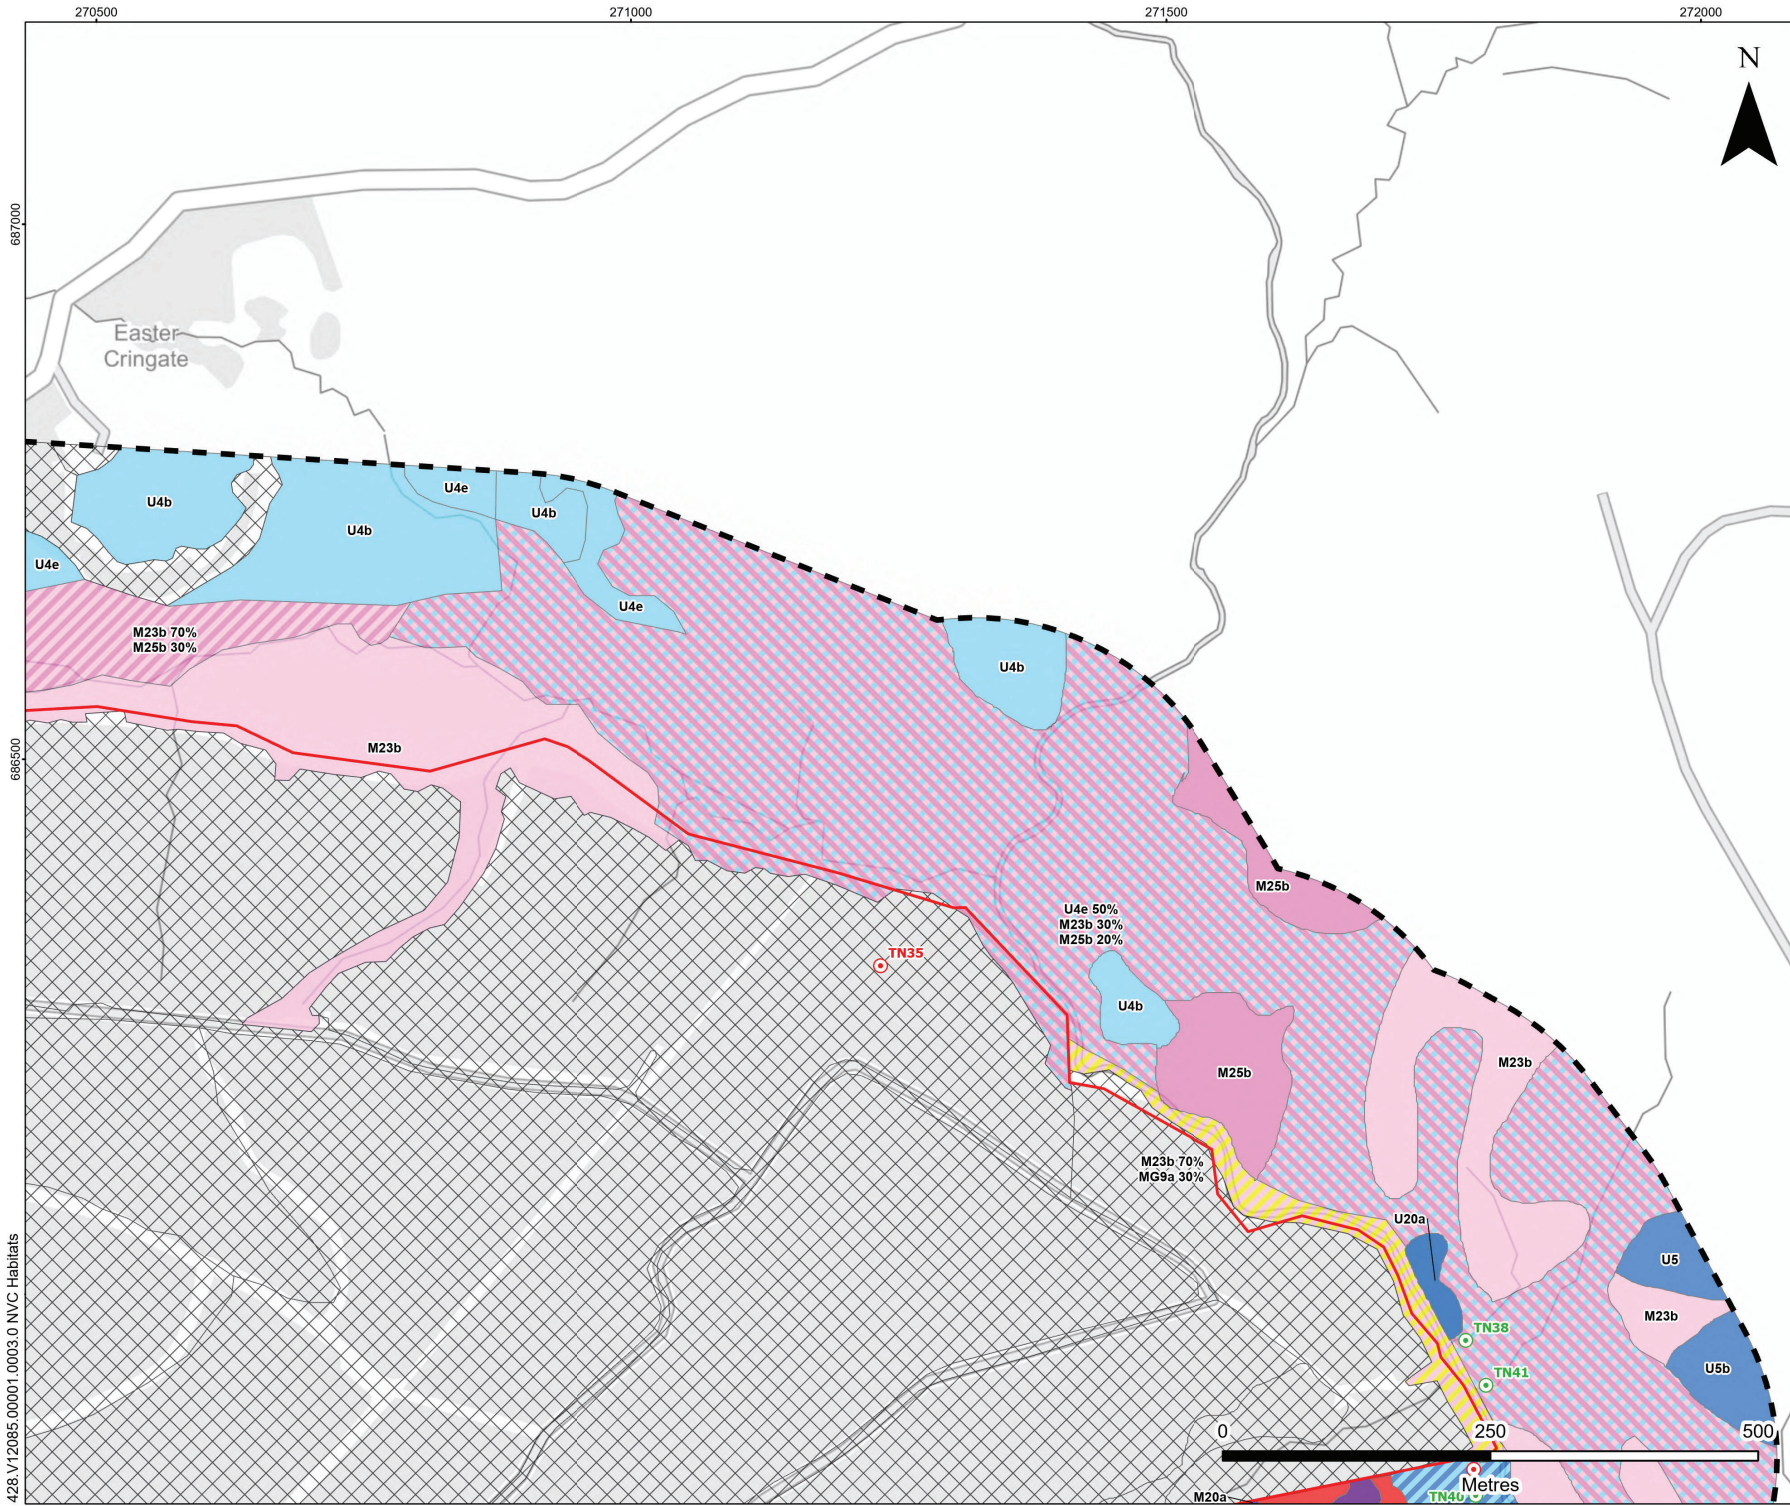 270500
271000
271500
272000
N
687000
Easter
Cringate
U4e
U4b
U4b
U4b
U4e
U4e
M23b 70%
M25b 30%
U4b
M23b
686500
M25b
U4e 50%
M23b 30%
M25b 20%
TN35
U4b
M23b
M25b
M23b 70%
MG9a 30%
U20a
U5
M23b
TN38
U5b
TN41
0
250
500
Metres
M20a
TN40
428.V12085.00001.0003.0 NVC Habitats